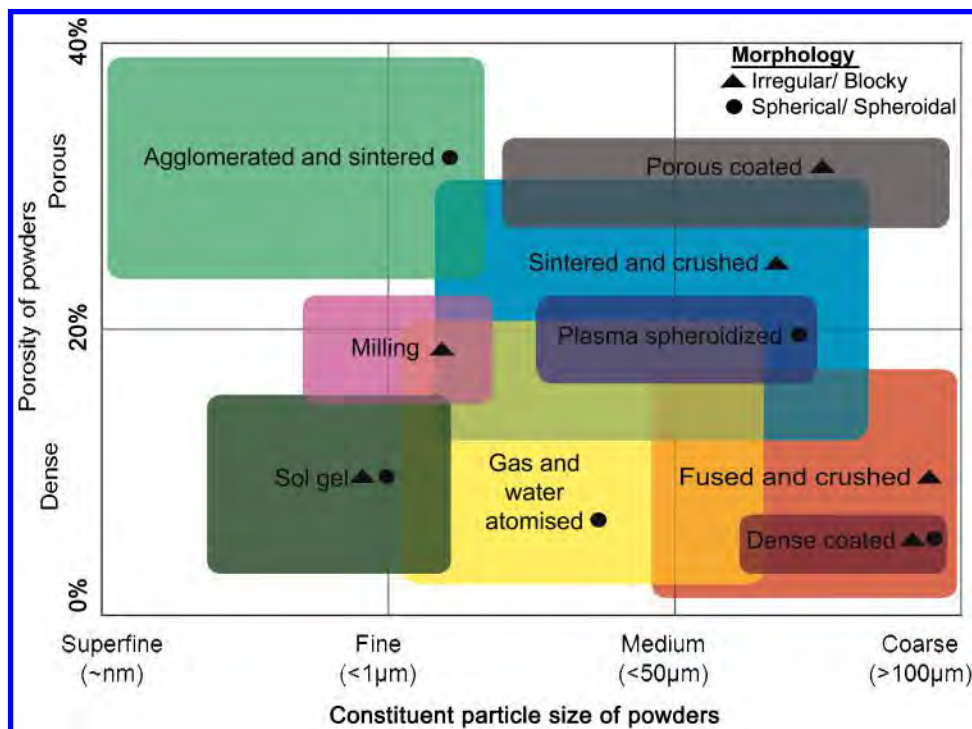 40%
Morphology
Irregular/ Blocky
Spherical/ Spheroidal
Agglomerated and sintered
Porous coated
Porous
Sintered and crushed
20%
Plasma spheroidized
Milling
Porosity of powders
Sol gel
Gas and
water
atomised
Fused and crushed
Dense
Dense coated
0%
Superfine
(~nm)
Fine
(<1µm)
Medium
(<50µm)
Coarse
(>100µm)
Constituent particle size of powders